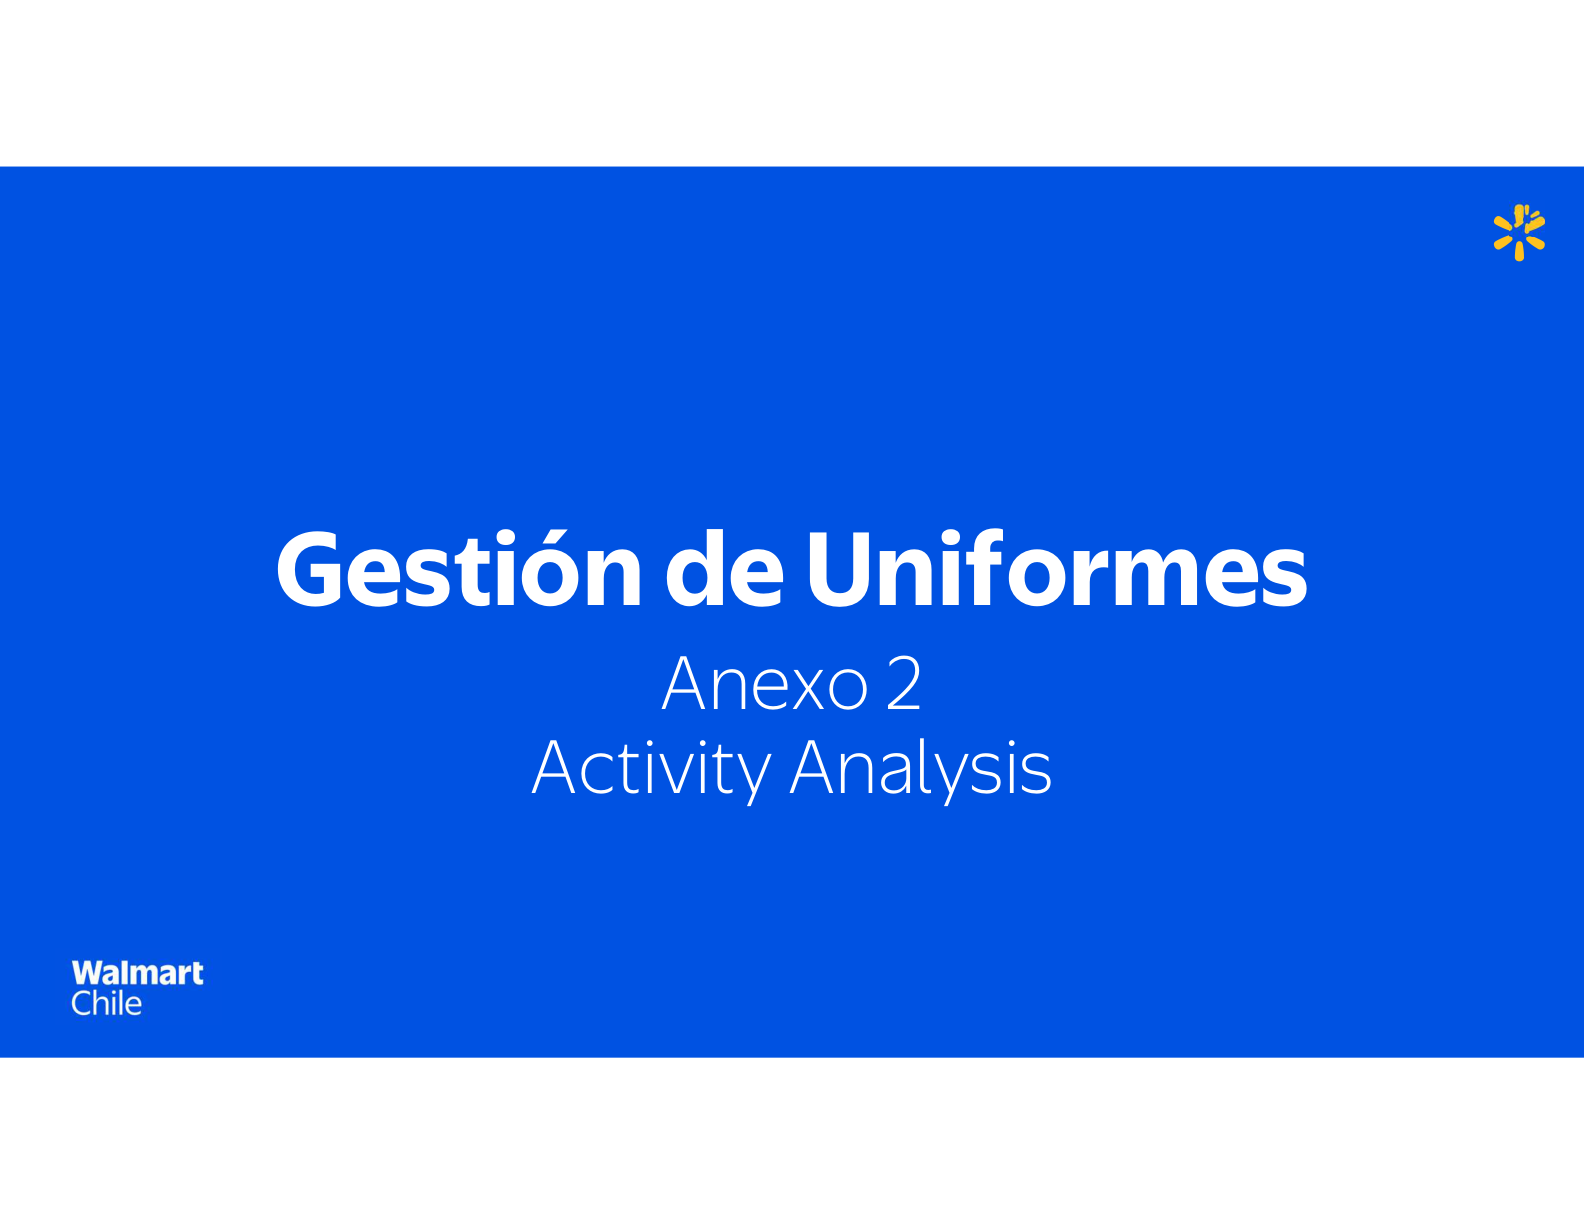 Gestión de Uniformes
Anexo 2
Activity Analysis
Walmart
Chile